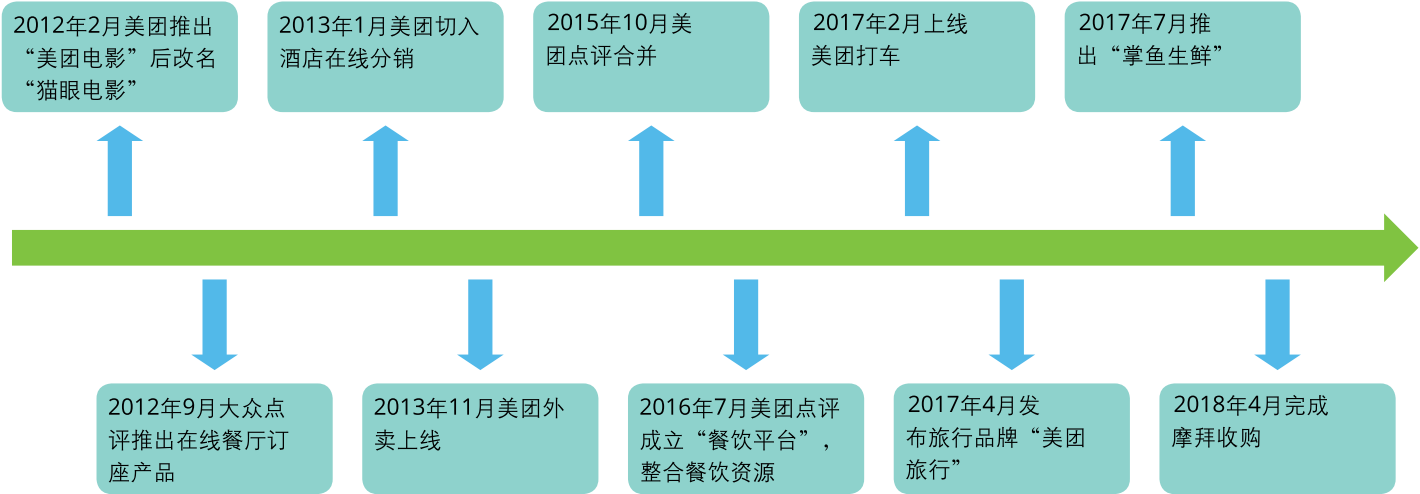 2012年2月美团推出
“美团电影”后改名
“猫眼电影”
2013年1月美团切入
酒店在线分销
2015年10月美
团点评合并
2017年2月上线
美团打车
2017年7月推
出“掌鱼生鲜”
2012年9月大众点
评推出在线餐厅订
座产品
2013年11月美团外
卖上线
2016年7月美团点评
成立“餐饮平台”，
整合餐饮资源
2017年4月发
布旅行品牌“美团
旅行”
2018年4月完成
摩拜收购